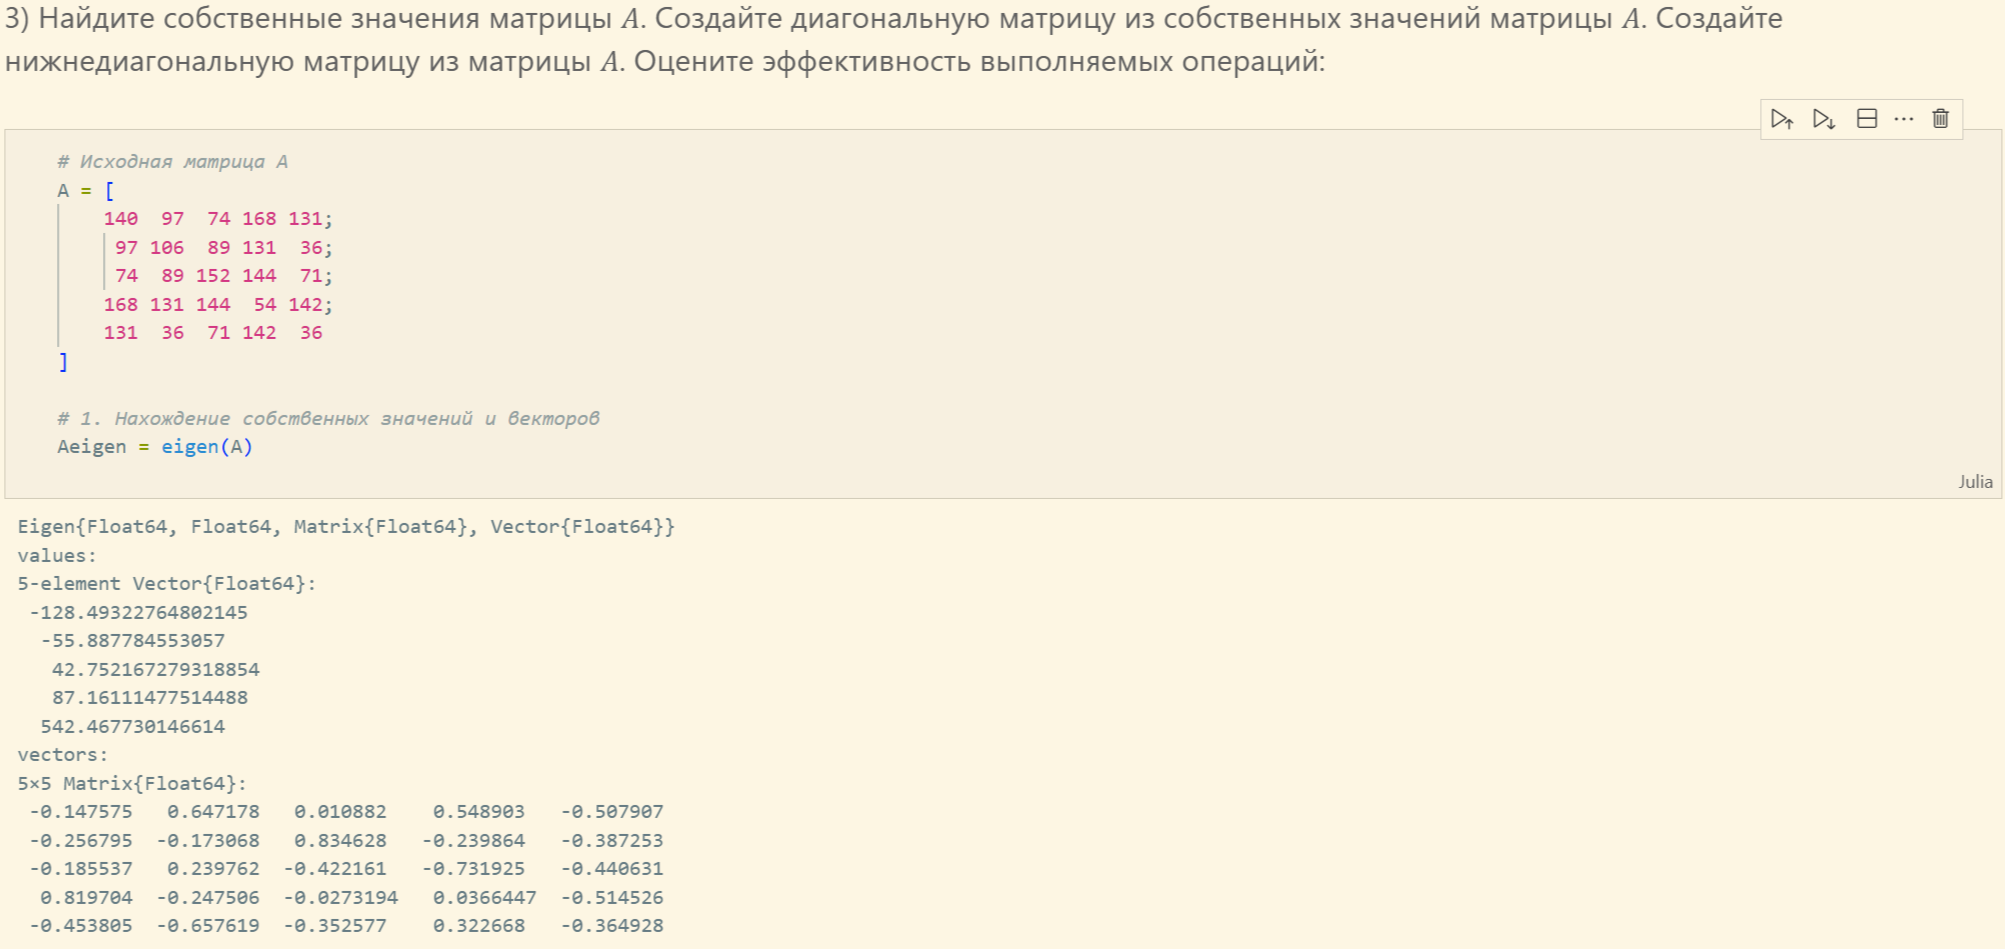 3) Найдите собственные значения матрицы A. Создайте диагональную матрицу из собственных значений матрицы A. Создайте
нижнедиагональную матрицу из матрицы A. Оцените эффективность выполняемых операций:
# Исходная матрица A
A = [
140 97 74 168 131;
97 106 89 131 36;
74 89 152 144 71;
168 131 144 54 142;
131 36 71 142 36
]
# 1. Нахождение собственных значений и векторов
Aeigen = eigen(A)
Julia
Eigen{Float64, Float64, Matrix{Float64}, Vector{Float64}}
values:
5-element Vector{Float64}:
-128.49322764802145
-55.887784553057
42.752167279318854
87.16111477514488
542.467730146614
vectors:
5×5 Matrix{Float64}:
-0.147575 0.647178 0.010882 0.548903 -0.507907
-0.256795 -0.173068 0.834628 -0.239864 -0.387253
-0.185537 0.239762 -0.422161 -0.731925 -0.440631
0.819704 -0.247506 -0.0273194 0.0366447 -0.514526
-0.453805 -0.657619 -0.352577 0.322668 -0.364928